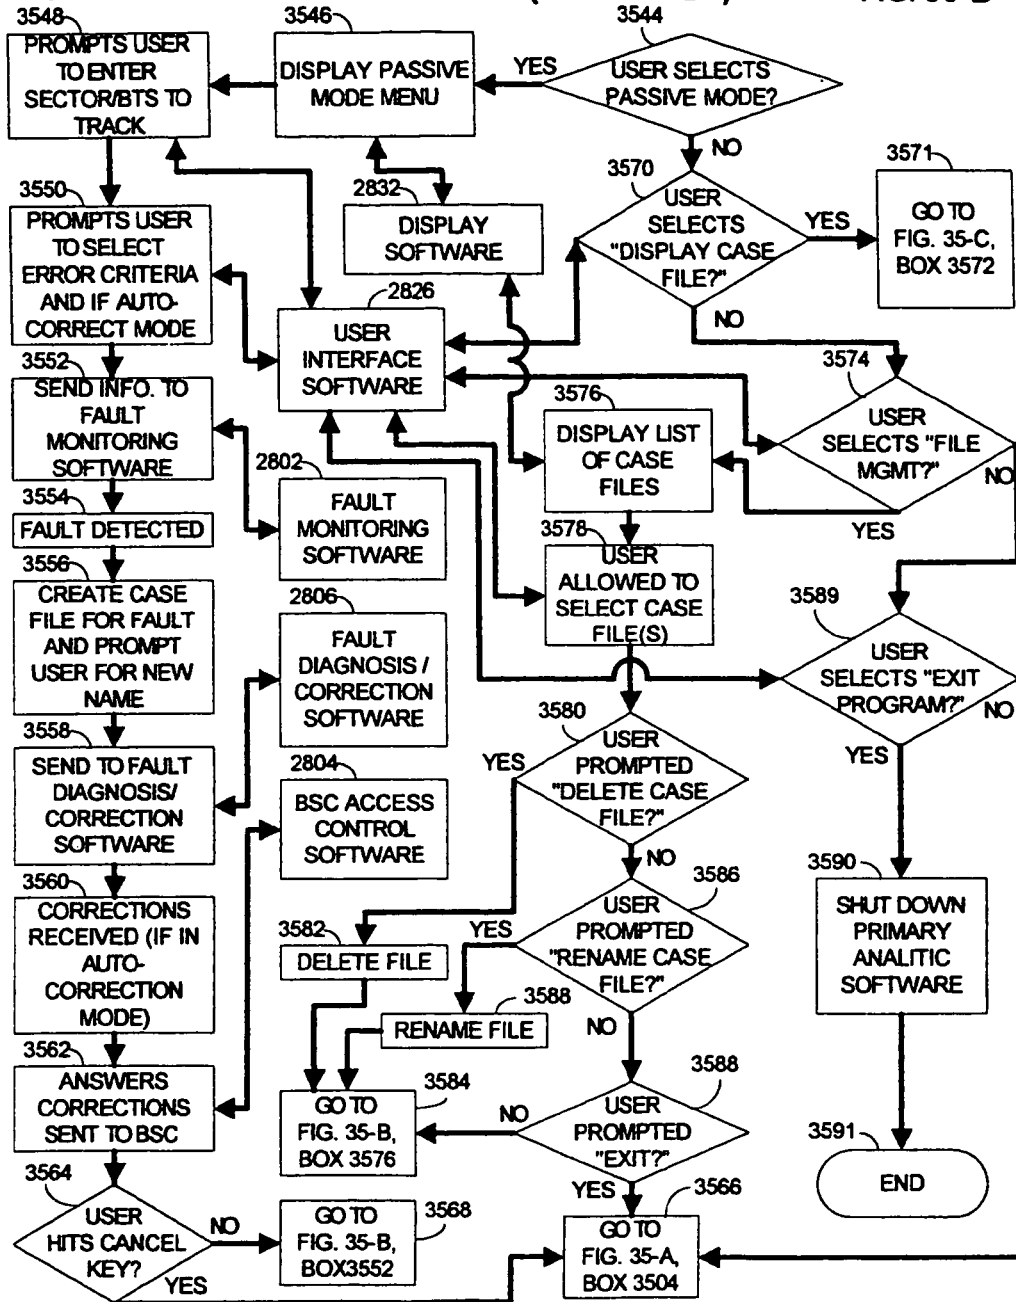 3548
PROMPTS USER
TO ENTER
SECTOR/BTS TO
TRACK
3546
DISPLAY PASSIVE
MODE MENU
YES
3544
USER SELECTS
PASSIVE MODE?
NO
3550
PROMPTS USER
TO SELECT
ERROR CRITERIA
AND IF AUTO-
CORRECT MODE
2832
DISPLAY
SOFTWARE
3570
USER
SELECTS
"DISPLAY CASE
FILE?"
YES
NO
3571
GO TO
FIG. 35-C,
BOX 3572
2826
USER
INTERFACE
SOFTWARE
3552
SEND INFO. TO
FAULT
MONITORING
SOFTWARE
3574
USER
SELECTS "FILE
MGMT?"
NO
YES
3576
DISPLAY LIST
OF CASE
FILES
2802
FAULT
MONITORING
SOFTWARE
3554
FAULT DETECTED
3578
USER
ALLOWED TO
SELECT CASE
FILE(S)
3556
CREATE CASE
FILE FOR FAULT
AND PROMPT
USER FOR NEW
NAME
2806
FAULT
DIAGNOSIS /
CORRECTION
SOFTWARE
3589
USER
SELECTS "EXIT
PROGRAM?"
NO
YES
3558
SEND TO FAULT
DIAGNOSIS/
CORRECTION
SOFTWARE
2804
BSC ACCESS
CONTROL
SOFTWARE
3580
YES
USER
PROMPTED
"DELETE CASE
FILE?"
NO
3560
CORRECTIONS
RECEIVED (IF IN
AUTO-
CORRECTION
MODE)
3582
DELETE FILE
3586
YES
USER
PROMPTED
"RENAME CASE
FILE?"
NO
3590
SHUT DOWN
PRIMARY
ANALITIC
SOFTWARE
3588
RENAME FILE
3562
ANSWERS
CORRECTIONS
SENT TO BSC
3584
GO TO
FIG. 35-B,
BOX 3576
3588
NO
USER
PROMPTED
"EXIT?"
YES
3591
END
3564
USER
HITS CANCEL
KEY?
NO
YES
3568
GO TO
FIG. 35-B,
BOX3552
3566
GO TO
FIG. 35-A,
BOX 3504